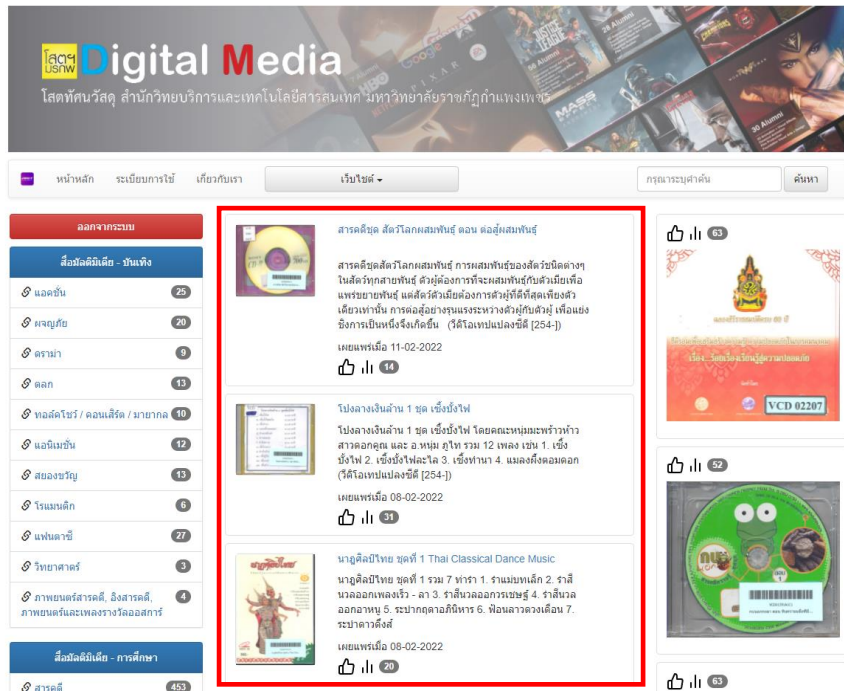 โสตฯ
มรภพ
Digital Media
โสตทัศนวัสดุ สำนักวิทยบริการและเทคโนโลยีสารสนเทศ มหาวิทยาลัยราชภัฏกำแพงเพชร
หน้าหลัก ระเบียบการใช้ เกี่ยวกับเรา เว็บไซต์ กรุณาระบุคำค้น ค้นหา
ออกจากระบบ
สื่อมัลติมิเดีย - บันเทิง
แอคชั่น 25
ผจญภัย 20
ดราม่า 9
ตลก 13
ทอล์คโชว์ / คอนเสิร์ต / มายากล 10
แอนิเมชั่น 12
สยองขวัญ 13
โรแมนติก 6
แฟนตาซี 27
วิทยาศาตร์ 3
ภาพยนตร์สารคดี, อิงสารคดี, 4
ภาพยนตร์และเพลงรางวัลออสการ์
สื่อมัลติมิเดีย - การศึกษา
สารคดี 453
สารคดีชุด สัตว์โลกผสมพันธุ์ ตอน ต่อสู้ผสมพันธุ์
สารคดีชุดสัตว์โลกผสมพันธุ์ การผสมพันธุ์ของสัตว์ชนิดต่างๆ
ในสัตว์ทุกสายพันธุ์ ตัวผู้ต้องการที่จะผสมพันธุ์กับตัวเมียเพื่อ
แพร่ขยายพันธุ์ แต่สัตว์ตัวเมียต้องการตัวผู้ที่ดีที่สุดเพียงตัว
เดียวเท่านั้น การต่อสู้อย่างรุนแรงระหว่างตัวผู้กับตัวผู้ เพื่อแย่ง
ชิงการเป็นหนึ่งจึงเกิดขึ้น (วีดิโอเทปแปลงซีดี [254-])
เผยแพร่เมื่อ 11-02-2022
14
โปงลางเงินล้าน 1 ชุด เซิ้งบั้งไฟ
โปงลางเงินล้าน 1 ชุด เซิ้งบั้งไฟ โดยคณะหนุ่มมะพร้าวห้าว
สาวดอกคูณ และ อ.หนุ่ม ภูไท รวม 12 เพลง เช่น 1. เซิ้ง
บั้งไฟ 2. เซิ้งบั้งไฟละไล 3. เซิ้งทำนา 4. แมลงผึ้งตอมดอก
(วีดิโอเทปแปลงซีดี [254-])
เผยแพร่เมื่อ 08-02-2022
31
นาฏศิลป์ไทย ชุดที่ 1 Thai Classical Dance Music
นาฏศิลป์ไทย ชุดที่ 1 รวม 7 ท่ารำ 1. รำแม่บทเล็ก 2. รำสี
นวลออกเพลงเร็ว - ลา 3. รำสีนวลออกวรเชษฐ์ 4. รำสีนวล
ออกอาหนู 5. ระบำกฤดาอภินิหาร 6. ฟ้อนลาวดวงเดือน 7.
ระบำดาวดึงส์
เผยแพร่เมื่อ 08-02-2022
20
63
VCD 02207
52
63